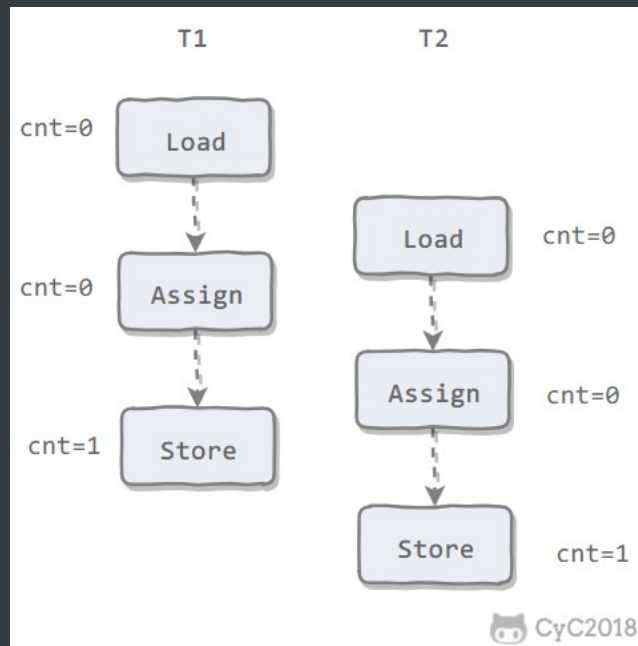 T1 T2
cnt=0 Load
Load cnt=0
cnt=0 Assign
Assign cnt=0
cnt=1 Store
Store cnt=1
CyC2018